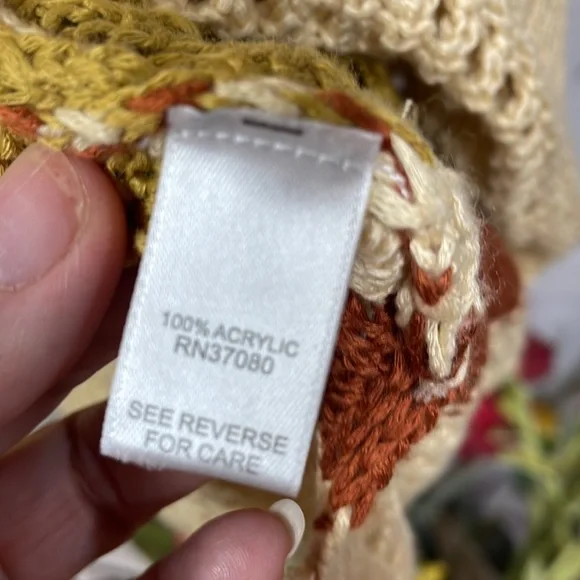 100% ACRYLIC
RN37080
SEE REVERSE
FOR CARE